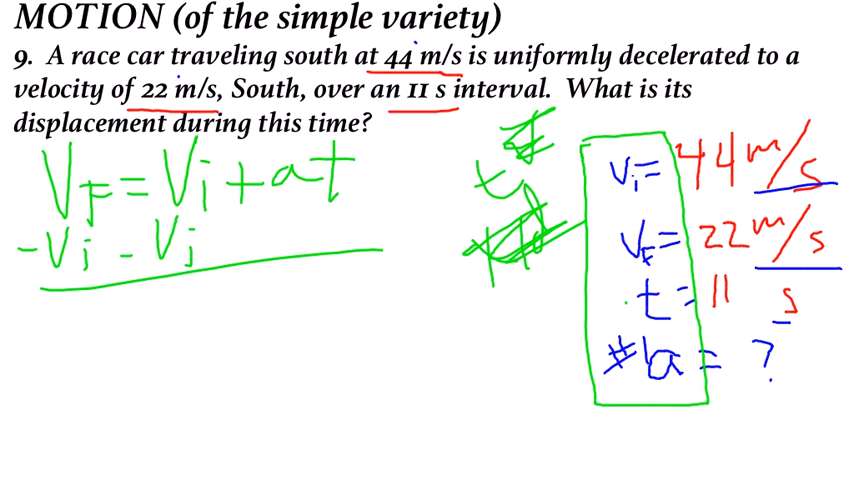 MOTION (of the simple variety)
9. A race car traveling south at 44 m/s is uniformly decelerated to a
velocity of 22 m/s, South, over an 11 s interval. What is its
displacement during this time?
VF = Vi + at
-Vi - Vi
t
Vi = 44 m/s
VF = 22 m/s
t = 11 s
a = ?